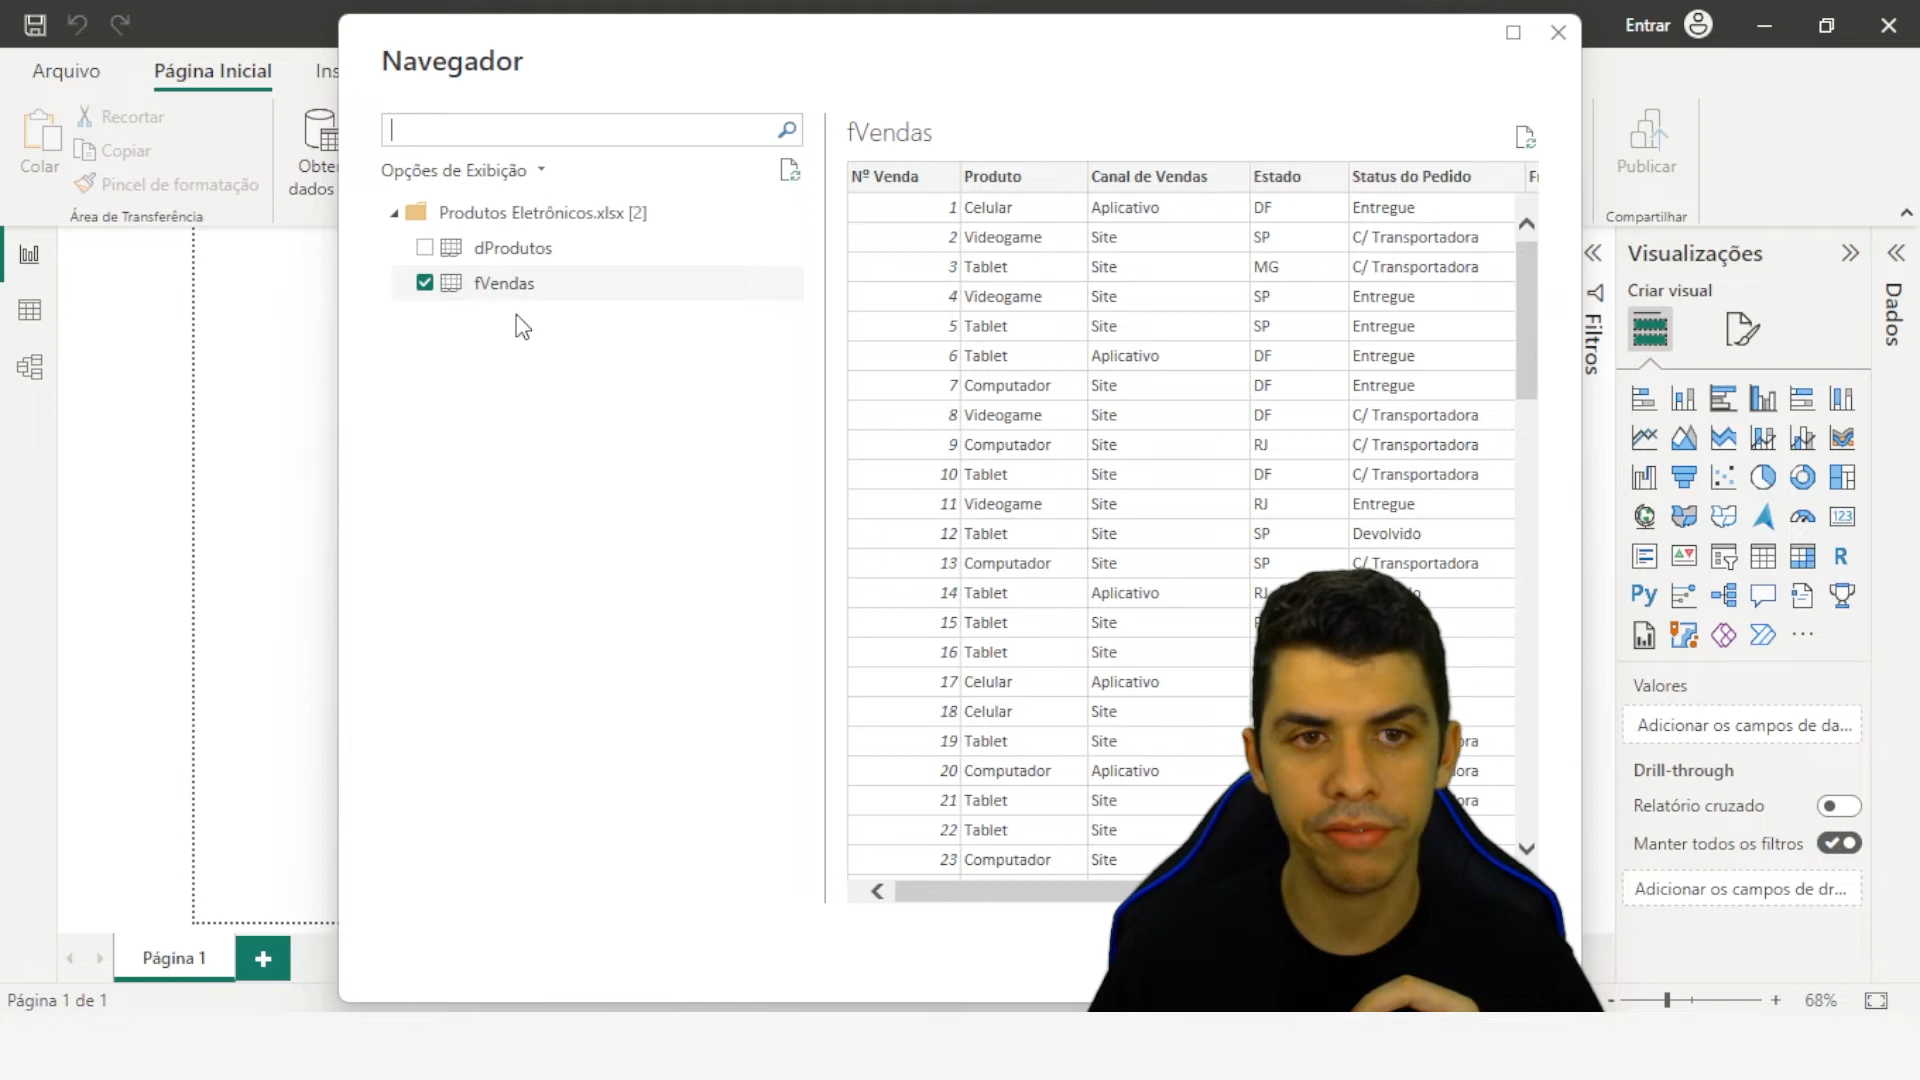 Entrar
Arquivo
Página Inicial
Ins
Colar
Recortar
Copiar
Pincel de formatação
Área de Transferência
Obter
dados
Navegador
Opções de Exibição
Produtos Eletrônicos.xlsx [2]
dProdutos
fVendas
fVendas
Nº Venda Produto Canal de Vendas Estado Status do Pedido
1 Celular Aplicativo DF Entregue
2 Videogame Site SP C/ Transportadora
3 Tablet Site MG C/ Transportadora
4 Videogame Site SP Entregue
5 Tablet Site SP Entregue
6 Tablet Aplicativo DF Entregue
7 Computador Site DF Entregue
8 Videogame Site DF C/ Transportadora
9 Computador Site RJ C/ Transportadora
10 Tablet Site DF C/ Transportadora
11 Videogame Site RJ Entregue
12 Tablet Site SP Devolvido
13 Computador Site SP C/ Transportadora
14 Tablet Aplicativo RJ
15 Tablet Site
16 Tablet Site
17 Celular Aplicativo
18 Celular Site
19 Tablet Site
20 Computador Aplicativo
21 Tablet Site
22 Tablet Site
23 Computador Site
Publicar
Compartilhar
Filtros
Visualizações
Criar visual
Dados
123
R
Py
Valores
Adicionar os campos de da...
Drill-through
Relatório cruzado
Manter todos os filtros
Adicionar os campos de dr...
Página 1
Página 1 de 1
68%